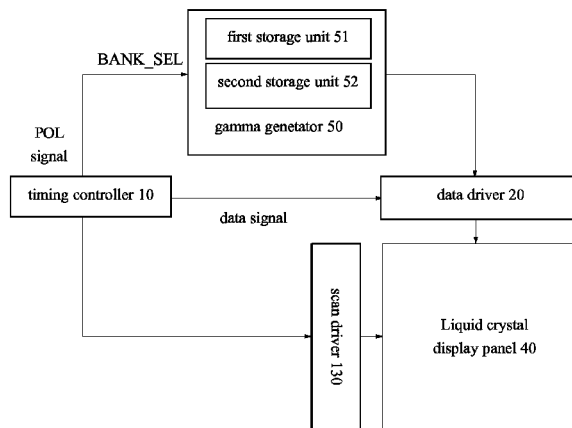 first storage unit 51
BANK_SEL
second storage unit 52
gamma genetator 50
POL
signal
timing controller 10
data driver 20
data signal
scan driver 130
Liquid crystal
display panel 40